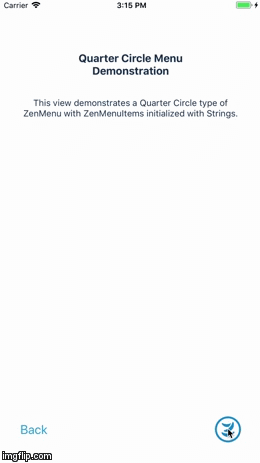 Carrier 3:15 PM
Quarter Circle Menu
Demonstration
This view demonstrates a Quarter Circle type of
ZenMenu with ZenMenuItems initialized with Strings.
Back
imgflip.com